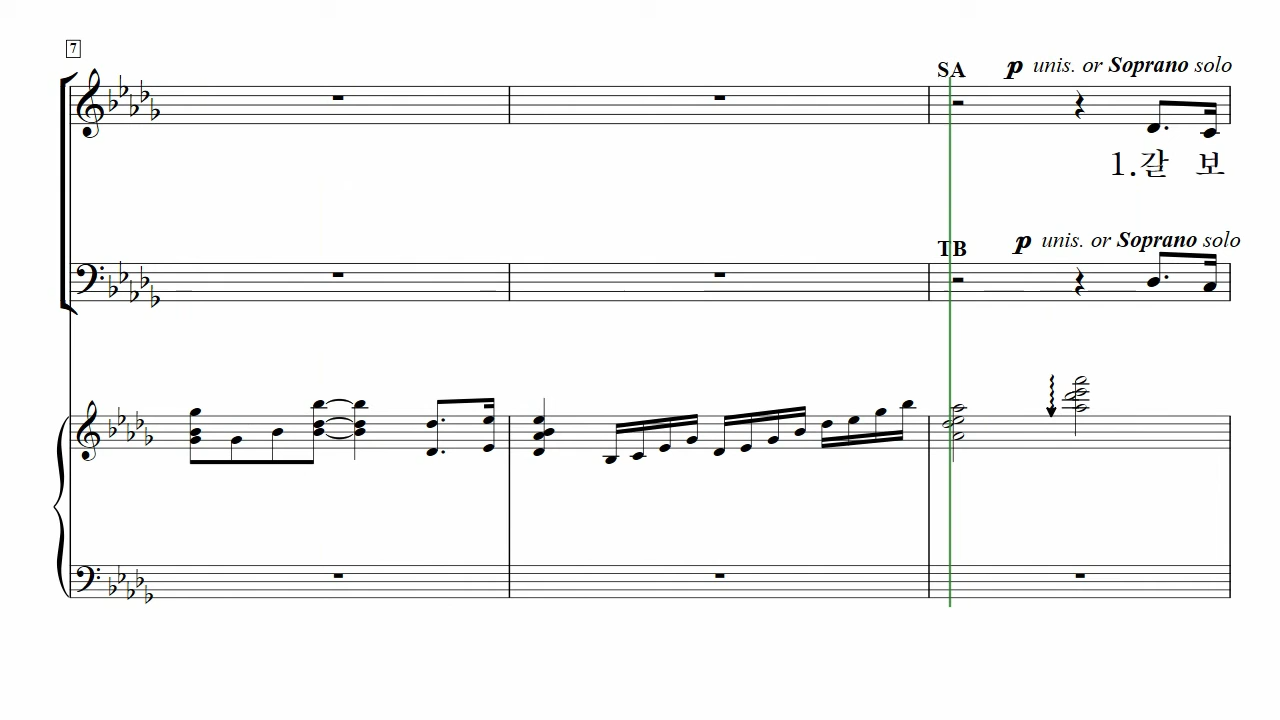 7
SA p unis. or Soprano solo
1.갈 보
TB p unis. or Soprano solo